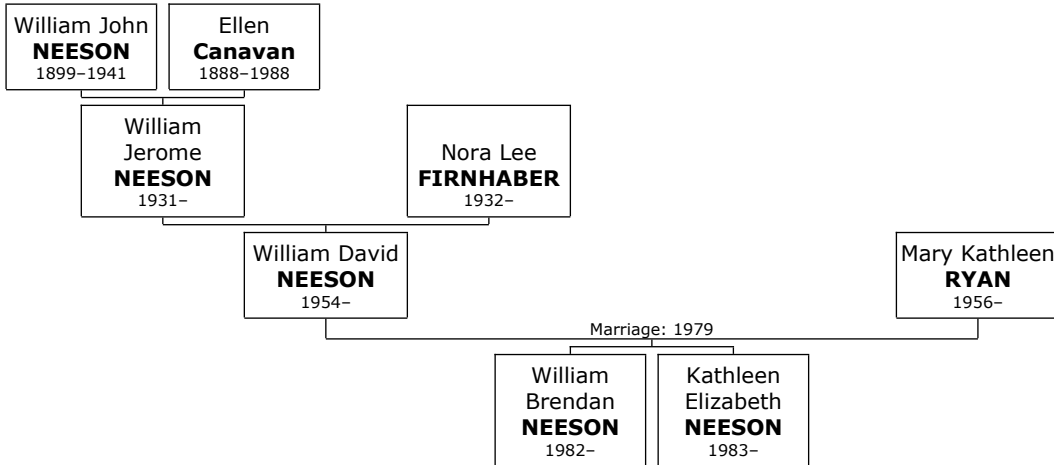 William John
NEESON
1899–1941
Ellen
Canavan
1888–1988
William
Jerome
NEESON
1931–
Nora Lee
FIRNHABER
1932–
William David
NEESON
1954–
Mary Kathleen
RYAN
1956–
Marriage: 1979
William
Brendan
NEESON
1982–
Kathleen
Elizabeth
NEESON
1983–